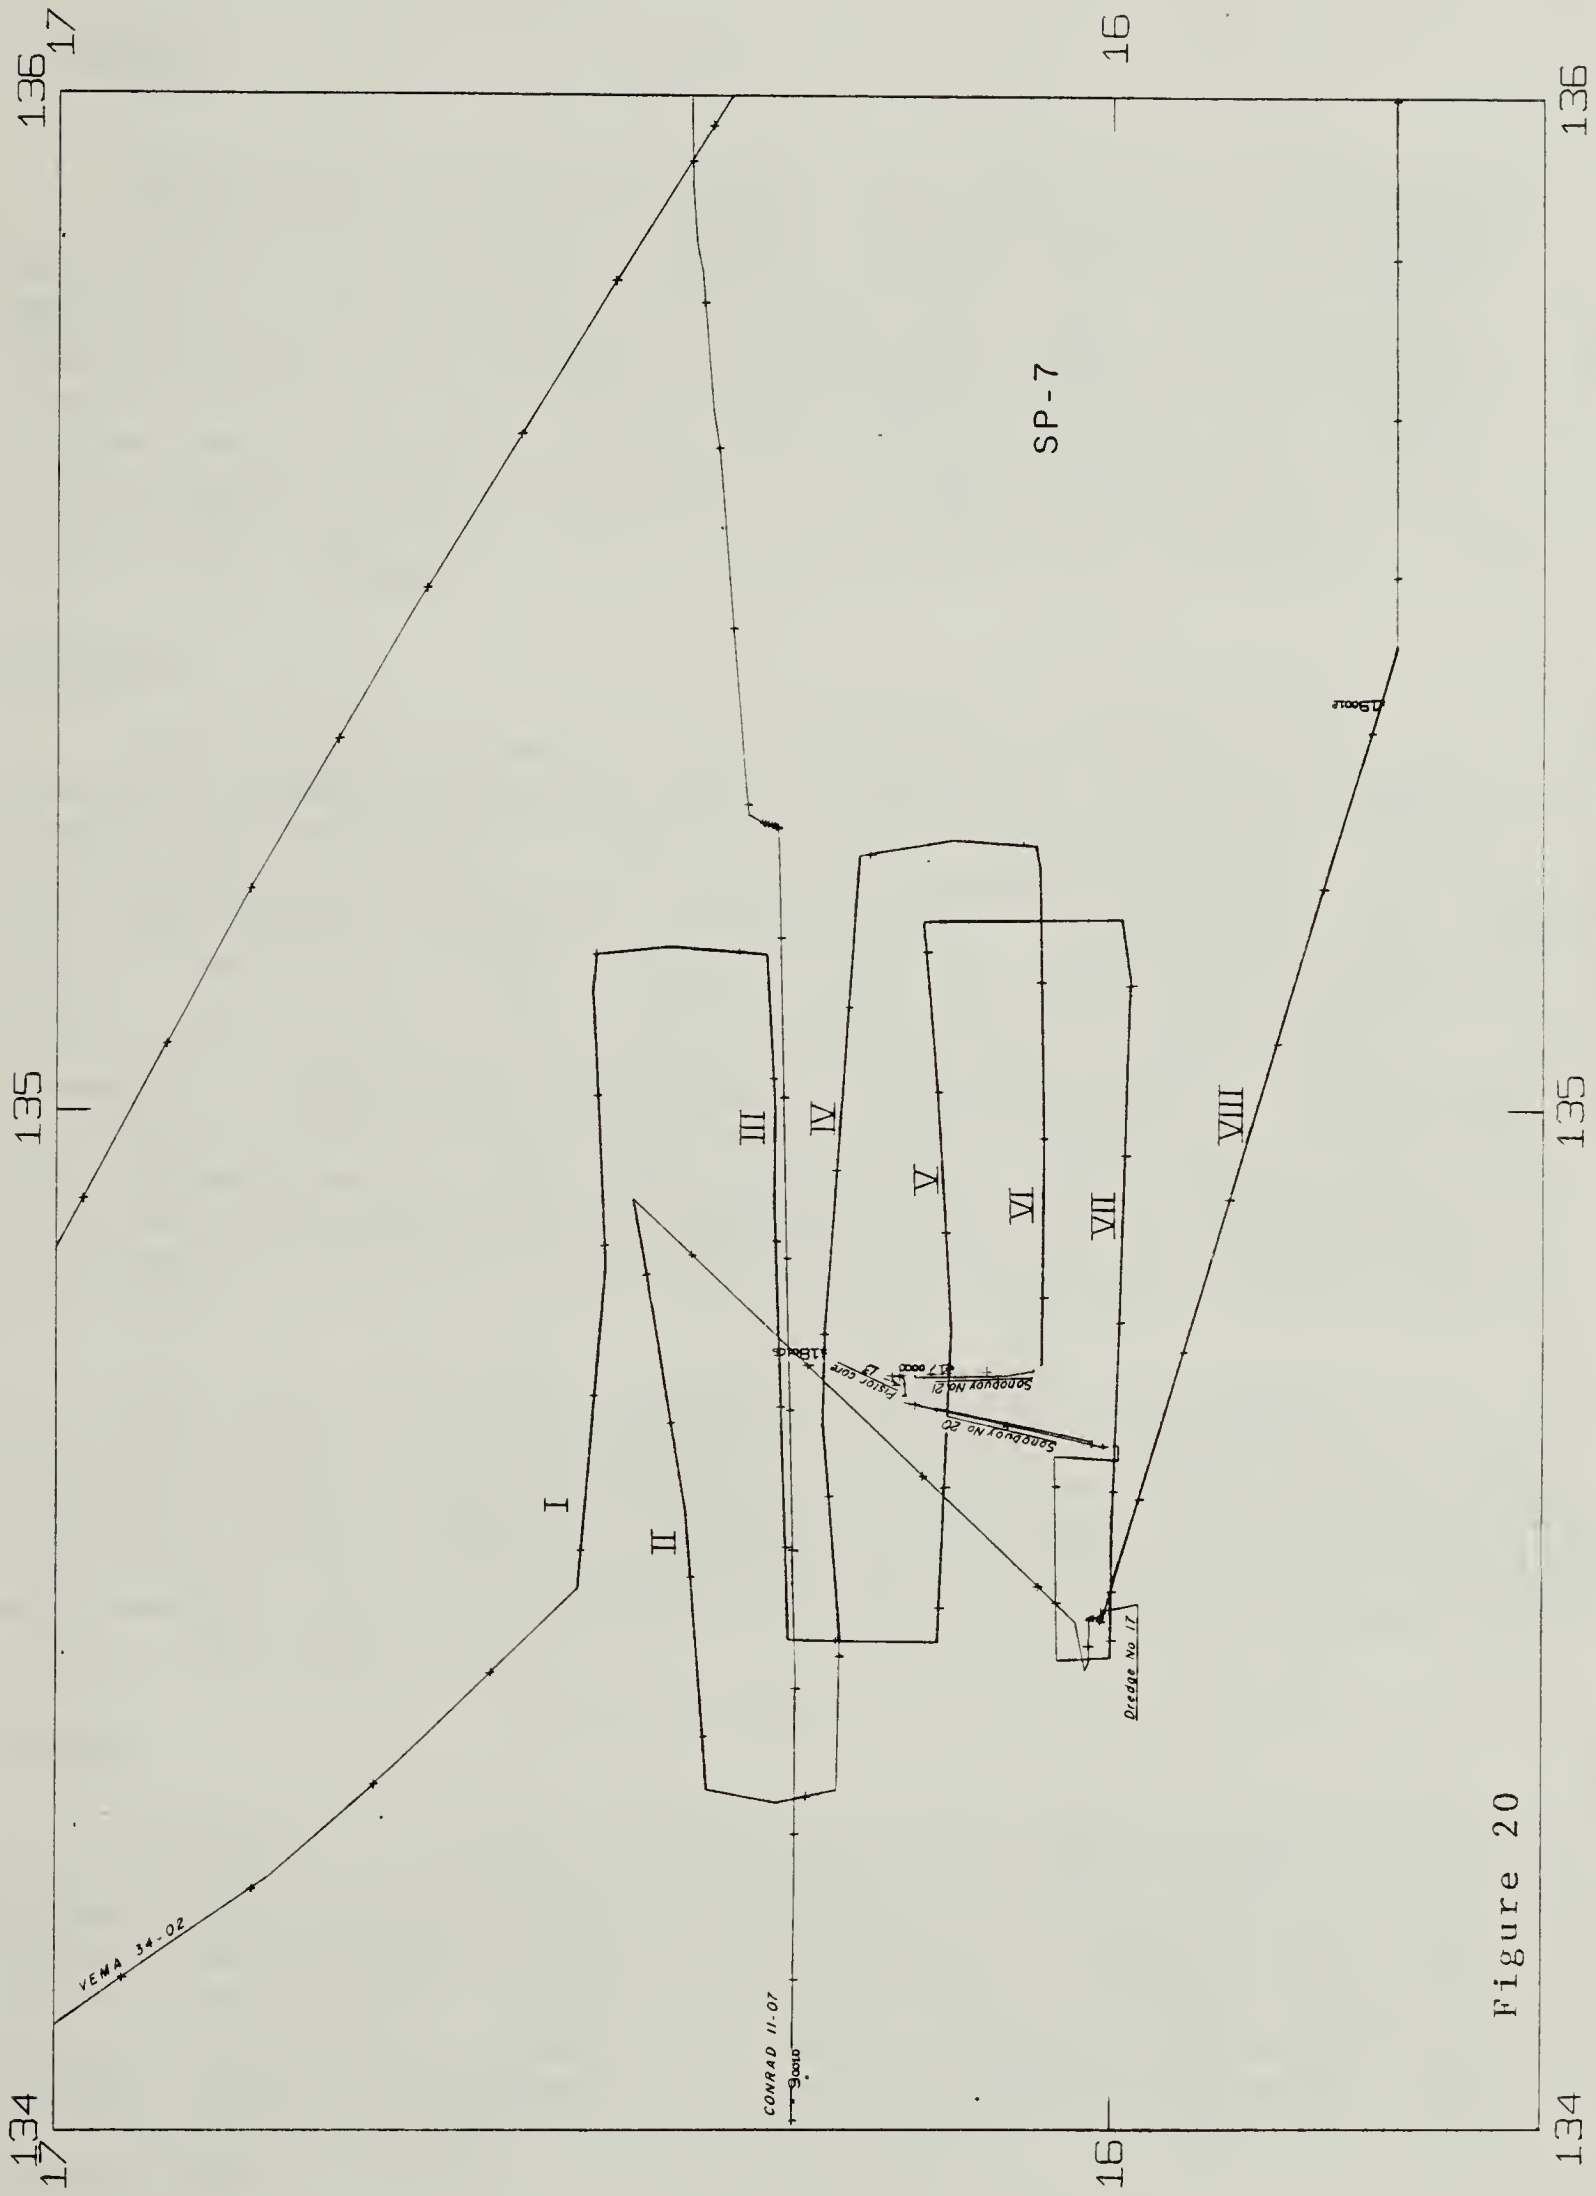 134
135
136
17
17
VEMA 34-02
I
II
CONRAD 11-07
III
IV
V
VI
VII
VIII
Piston core
Sonobuoy No 21
Sonobuoy No 20
Dredge No 17
SP-7
16
16
134
135
136
Figure 20